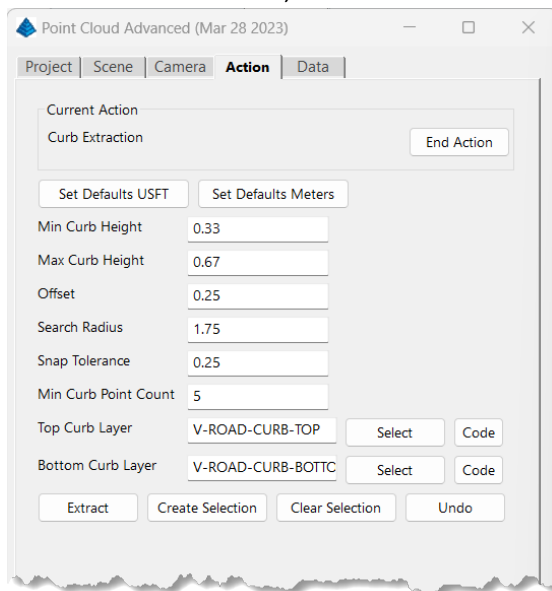 Point Cloud Advanced (Mar 28 2023)
Project Scene Camera Action Data
Current Action
Curb Extraction End Action
Set Defaults USFT Set Defaults Meters
Min Curb Height 0.33
Max Curb Height 0.67
Offset 0.25
Search Radius 1.75
Snap Tolerance 0.25
Min Curb Point Count 5
Top Curb Layer V-ROAD-CURB-TOP Select Code
Bottom Curb Layer V-ROAD-CURB-BOTTO Select Code
Extract Create Selection Clear Selection Undo